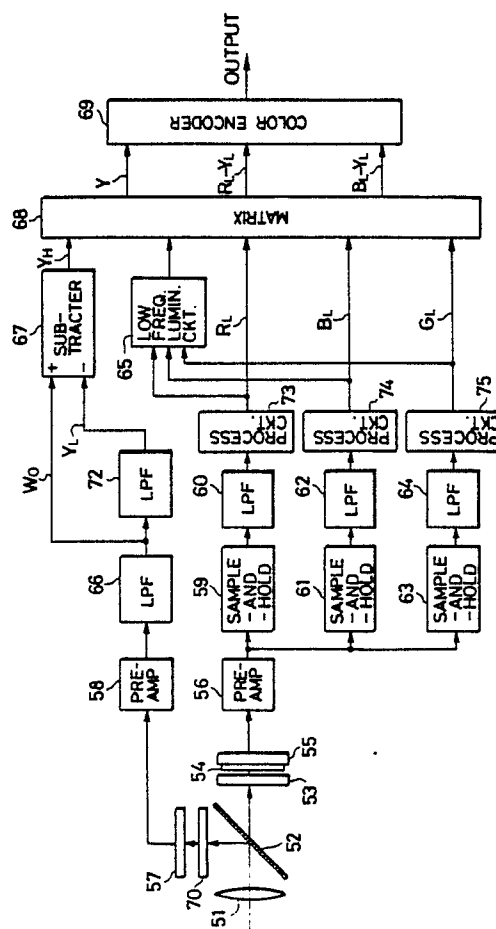 51
52
70
57
53
54
55
58
PRE-
AMP
56
PRE-
AMP
66
LPF
72
LPF
W0
YL
67
+
-
SUB-
TRACTER
YH
59
SAMPLE
-AND
-HOLD
60
LPF
73
PROCESS
CKT.
61
SAMPLE
-AND
-HOLD
62
LPF
74
PROCESS
CKT.
63
SAMPLE
-AND
-HOLD
64
LPF
75
PROCESS
CKT.
65
LOW
FREQ.
LUMIN.
CKT.
RL
BL
GL
68
MATRIX
Y
RL-YL
BL-YL
69
COLOR ENCODER
OUTPUT